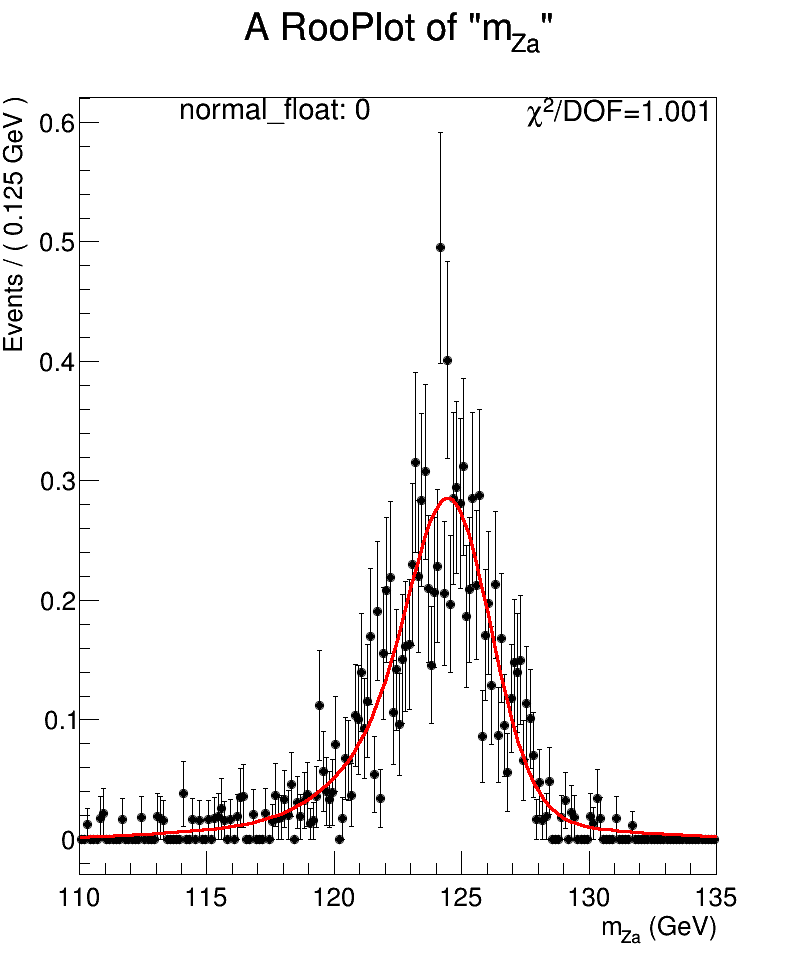 A RooPlot of "m_Za"
normal_float: 0
χ²/DOF=1.001
Events / ( 0.125 GeV )
0.6
0.5
0.4
0.3
0.2
0.1
0
110 115 120 125 130 135
m_Za (GeV)